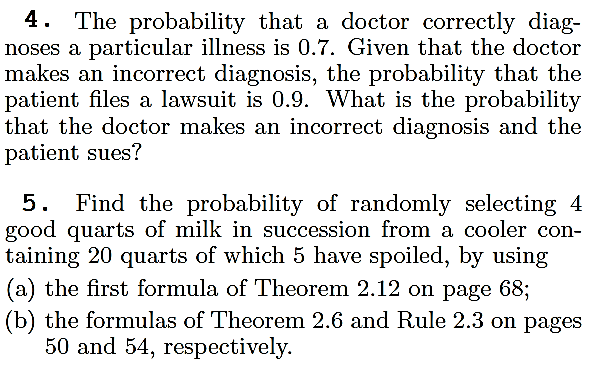 4. The probability that a doctor correctly diag-
noses a particular illness is 0.7. Given that the doctor
makes an incorrect diagnosis, the probability that the
patient files a lawsuit is 0.9. What is the probability
that the doctor makes an incorrect diagnosis and the
patient sues?
5. Find the probability of randomly selecting 4
good quarts of milk in succession from a cooler con-
taining 20 quarts of which 5 have spoiled, by using
(a) the first formula of Theorem 2.12 on page 68;
(b) the formulas of Theorem 2.6 and Rule 2.3 on pages
50 and 54, respectively.